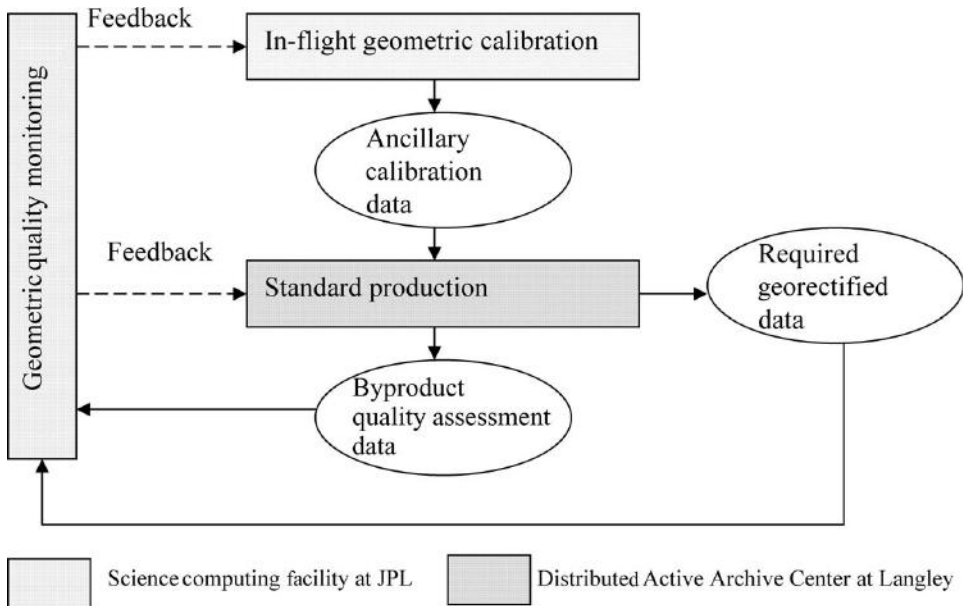 Feedback
In-flight geometric calibration
Geometric quality monitoring
Ancillary
calibration
data
Feedback
Standard production
Required
georectified
data
Byproduct
quality assessment
data
Science computing facility at JPL
Distributed Active Archive Center at Langley